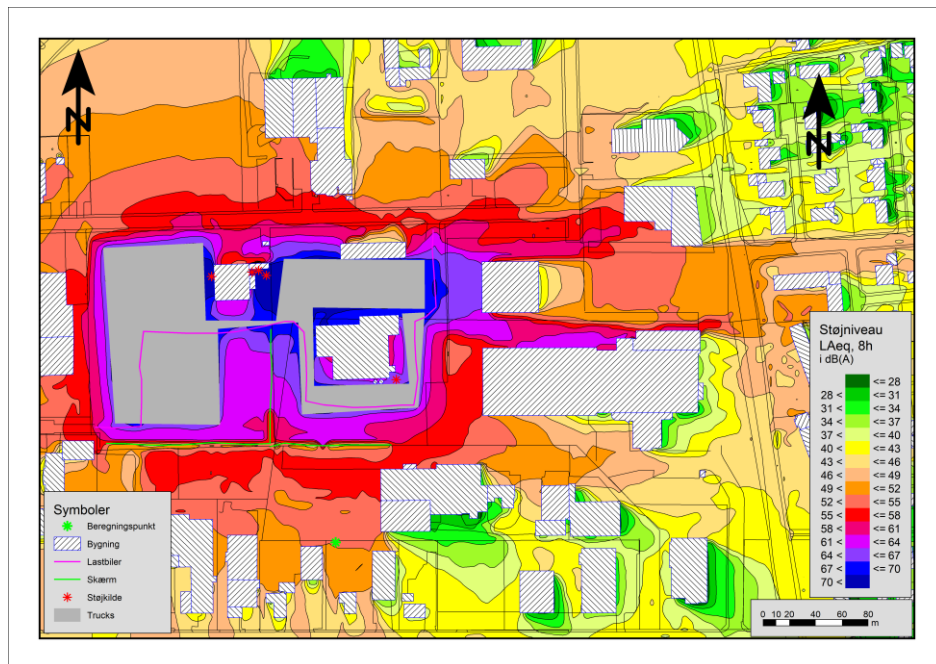 N
N
Støjniveau
LAeq, 8h
i dB(A)
<= 28
28 < <= 31
31 < <= 34
34 < <= 37
37 < <= 40
40 < <= 43
43 < <= 46
46 < <= 49
49 < <= 52
52 < <= 55
55 < <= 58
58 < <= 61
61 < <= 64
64 < <= 67
67 < <= 70
70 <
Symboler
Beregningspunkt
Bygning
Lastbiler
Skærm
Støjkilde
Trucks
0 10 20 40 60 80
m